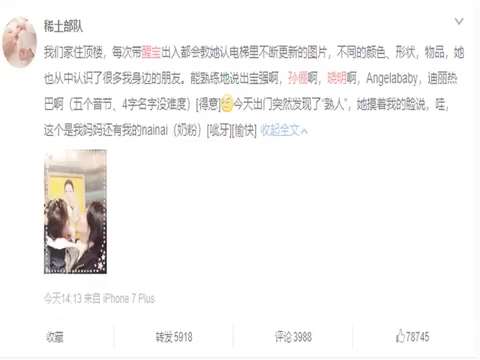 稀土部队
我们家住顶楼，每次带醒宝出入都会教她认电梯里不断更新的图片，不同的颜色、形状，物品，她
也从中认识了很多我身边的朋友。能熟练地说出宝强啊，孙俪啊，晓明啊，Angelababy，迪丽热
巴啊（五个音节、4字名字没难度）[得意]今天出门突然发现了“熟人”，她摸着我的脸说，哇，
这个是我妈妈还有我的nainai（奶粉）[呲牙][愉快] 收起全文
今天14:13 来自 iPhone 7 Plus
收藏 转发 5918 评论 3988 78745